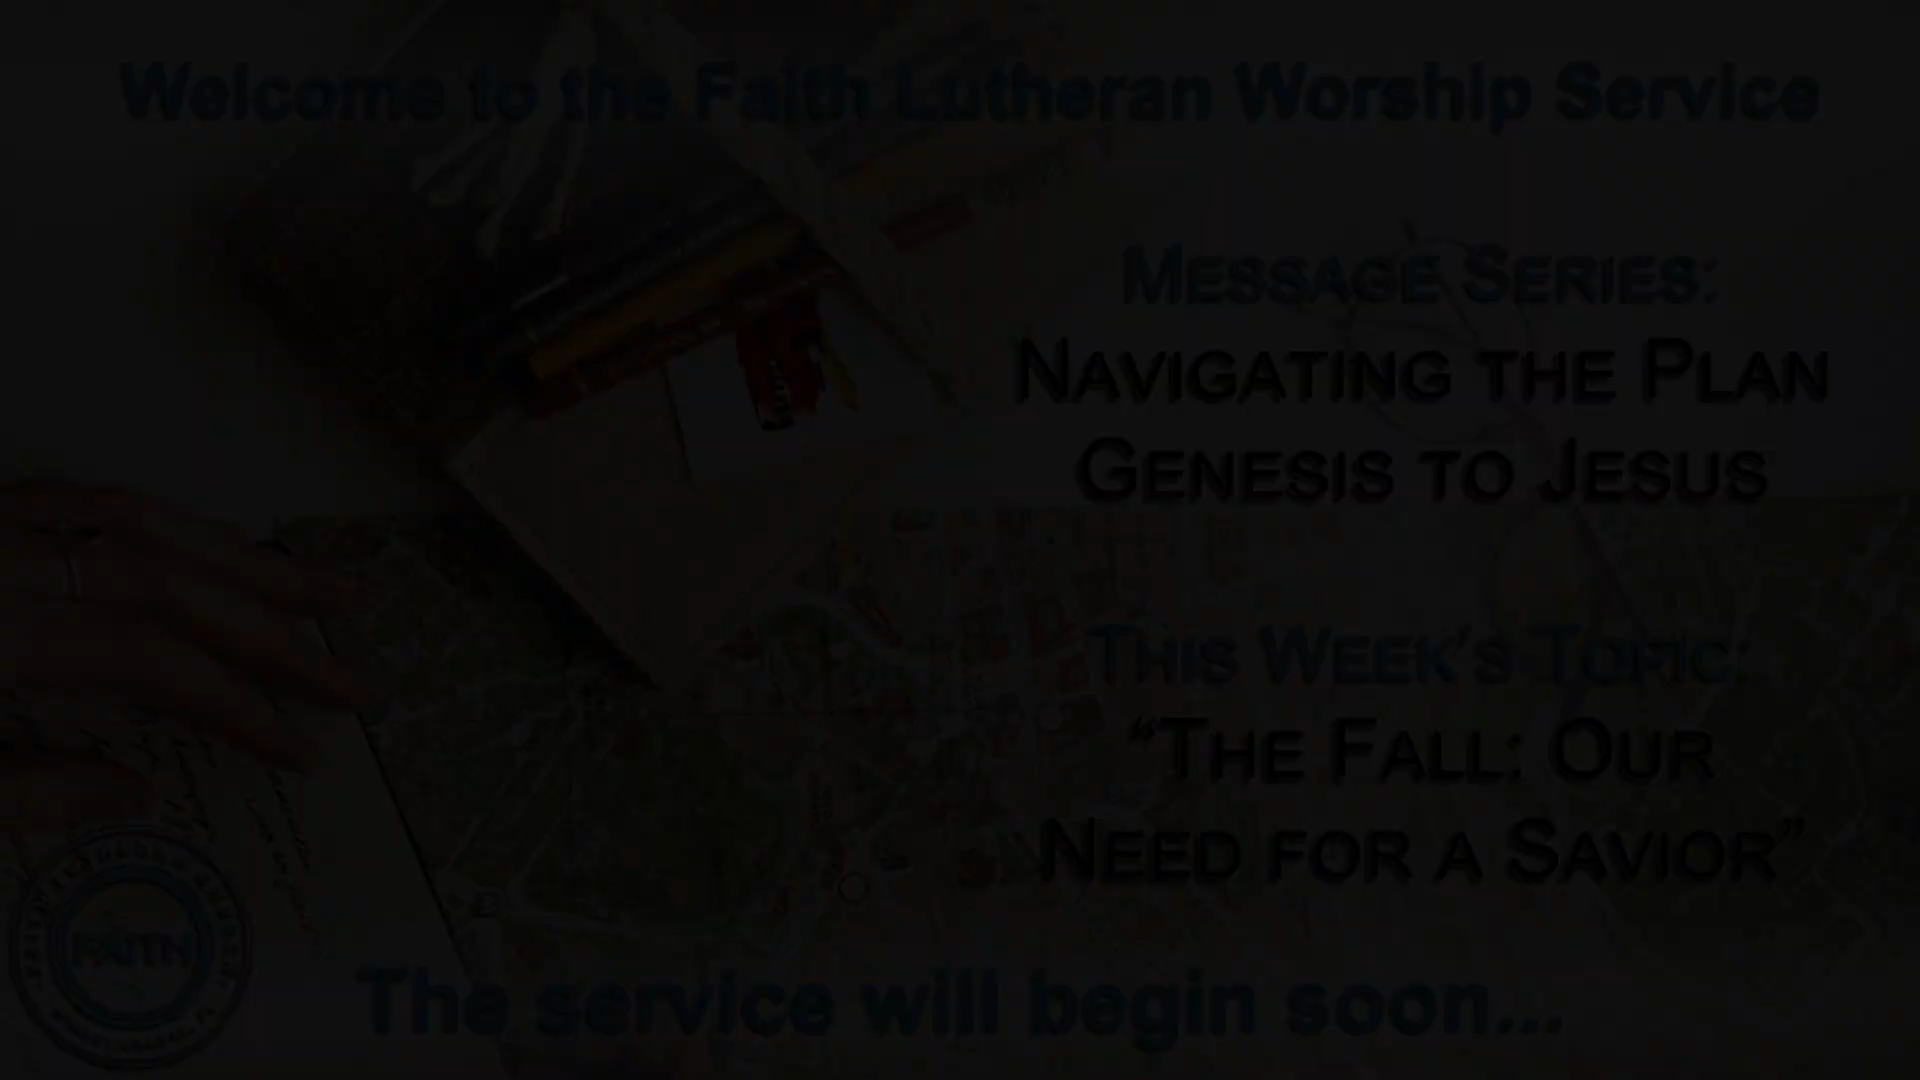 Welcome to the Faith Lutheran Worship Service
MESSAGE SERIES:
NAVIGATING THE PLAN
GENESIS TO JESUS
THIS WEEK'S TOPIC:
“THE FALL: OUR
NEED FOR A SAVIOR”
FAITH
The service will begin soon...